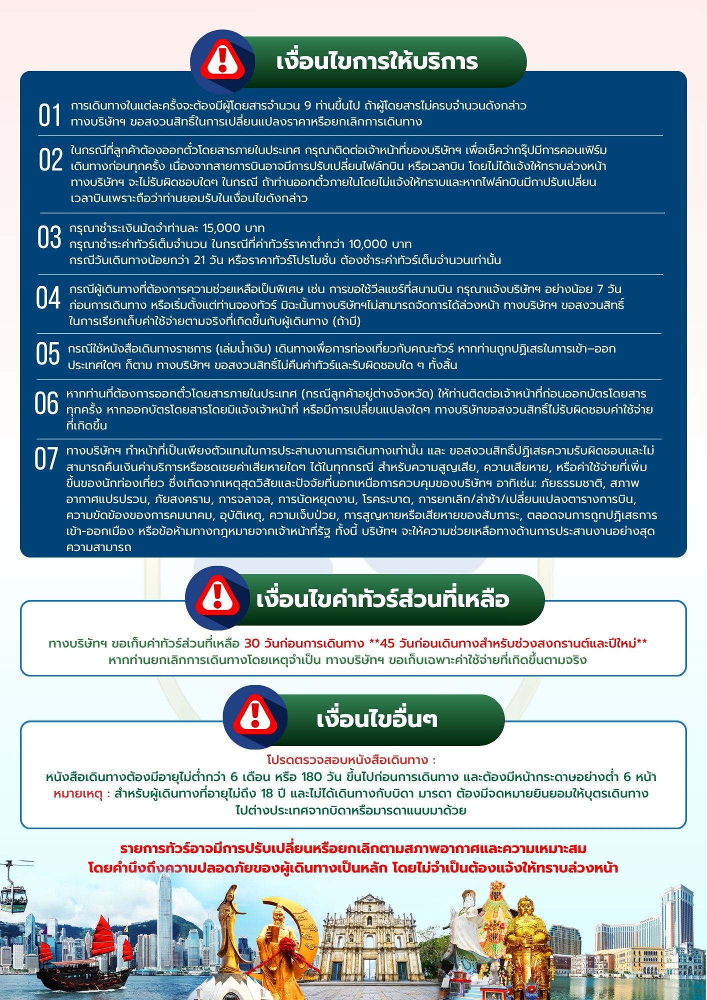 เงื่อนไขการให้บริการ
01
การเดินทางในแต่ละครั้งจะต้องมีผู้โดยสารจำนวน 9 ท่านขึ้นไป ถ้าผู้โดยสารไม่ครบจำนวนดังกล่าว
ทางบริษัทฯ ขอสงวนสิทธิ์ในการเปลี่ยนแปลงราคาหรือยกเลิกการเดินทาง
02
ในกรณีที่ลูกค้าต้องออกตั๋วโดยสารภายในประเทศ กรุณาติดต่อเจ้าหน้าที่ของบริษัทฯ เพื่อเช็คว่ากรุ๊ปมีการคอนเฟิร์ม
เดินทางก่อนทุกครั้ง เนื่องจากสายการบินอาจมีการปรับเปลี่ยนไฟล์ทบิน หรือเวลาบิน โดยไม่ได้แจ้งให้ทราบล่วงหน้า
ทางบริษัทฯ จะไม่รับผิดชอบใดๆ ในกรณี ถ้าท่านออกตั๋วภายในโดยไม่แจ้งให้ทราบและหากไฟล์ทบินมีกาปรับเปลี่ยน
เวลาบินเพราะถือว่าท่านยอมรับในเงื่อนไขดังกล่าว
03
กรุณาชำระเงินมัดจำท่านละ 15,000 บาท
กรุณาชำระค่าทัวร์เต็มจำนวน ในกรณีที่ค่าทัวร์ราคาต่ำกว่า 10,000 บาท
กรณีวันเดินทางน้อยกว่า 21 วัน หรือราคาทัวร์โปรโมชั่น ต้องชำระค่าทัวร์เต็มจำนวนเท่านั้น
04
กรณีผู้เดินทางที่ต้องการความช่วยเหลือเป็นพิเศษ เช่น การขอใช้วีลแชร์ที่สนามบิน กรุณาแจ้งบริษัทฯ อย่างน้อย 7 วัน
ก่อนการเดินทาง หรือเริ่มตั้งแต่ท่านจองทัวร์ มิฉะนั้นทางบริษัทฯไม่สามารถจัดการได้ล่วงหน้า ทางบริษัทฯ ขอสงวนสิทธิ์
ในการเรียกเก็บค่าใช้จ่ายตามจริงที่เกิดขึ้นกับผู้เดินทาง (ถ้ามี)
05
กรณีใช้หนังสือเดินทางราชการ (เล่มน้ำเงิน) เดินทางเพื่อการท่องเที่ยวกับคณะทัวร์ หากท่านถูกปฏิเสธในการเข้า–ออก
ประเทศใดๆ ก็ตาม ทางบริษัทฯ ขอสงวนสิทธิ์ไม่คืนค่าทัวร์และรับผิดชอบใด ๆ ทั้งสิ้น
06
หากท่านที่ต้องการออกตั๋วโดยสารภายในประเทศ (กรณีลูกค้าอยู่ต่างจังหวัด) ให้ท่านติดต่อเจ้าหน้าที่ก่อนออกบัตรโดยสาร
ทุกครั้ง หากออกบัตรโดยสารโดยมิแจ้งเจ้าหน้าที่ หรือมีการเปลี่ยนแปลงใดๆ ทางบริษัทขอสงวนสิทธิ์ไม่รับผิดชอบค่าใช้จ่าย
ที่เกิดขึ้น
07
ทางบริษัทฯ ทำหน้าที่เป็นเพียงตัวแทนในการประสานงานการเดินทางเท่านั้น และ ขอสงวนสิทธิ์ปฏิเสธความรับผิดชอบและไม่
สามารถคืนเงินค่าบริการหรือชดเชยค่าเสียหายใดๆ ได้ในทุกกรณี สำหรับความสูญเสีย, ความเสียหาย, หรือค่าใช้จ่ายที่เพิ่ม
ขึ้นของนักท่องเที่ยว ซึ่งเกิดจากเหตุสุดวิสัยและปัจจัยที่นอกเหนือการควบคุมของบริษัทฯ อาทิเช่น: ภัยธรรมชาติ, สภาพ
อากาศแปรปรวน, ภัยสงคราม, การจลาจล, การนัดหยุดงาน, โรคระบาด, การยกเลิก/ล่าช้า/เปลี่ยนแปลงตารางการบิน,
ความขัดข้องของการคมนาคม, อุบัติเหตุ, ความเจ็บป่วย, การสูญหายหรือเสียหายของสัมภาระ, ตลอดจนการถูกปฏิเสธการ
เข้า-ออกเมือง หรือข้อห้ามทางกฎหมายจากเจ้าหน้าที่รัฐ ทั้งนี้ บริษัทฯ จะให้ความช่วยเหลือทางด้านการประสานงานอย่างสุด
ความสามารถ
เงื่อนไขค่าทัวร์ส่วนที่เหลือ
ทางบริษัทฯ ขอเก็บค่าทัวร์ส่วนที่เหลือ 30 วันก่อนการเดินทาง **45 วันก่อนเดินทางสำหรับช่วงสงกรานต์และปีใหม่**
หากท่านยกเลิกการเดินทางโดยเหตุจำเป็น ทางบริษัทฯ ขอเก็บเฉพาะค่าใช้จ่ายที่เกิดขึ้นตามจริง
เงื่อนไขอื่นๆ
โปรดตรวจสอบหนังสือเดินทาง :
หนังสือเดินทางต้องมีอายุไม่ต่ำกว่า 6 เดือน หรือ 180 วัน ขึ้นไปก่อนการเดินทาง และต้องมีหน้ากระดาษอย่างต่ำ 6 หน้า
หมายเหตุ : สำหรับผู้เดินทางที่อายุไม่ถึง 18 ปี และไม่ได้เดินทางกับบิดา มารดา ต้องมีจดหมายยินยอมให้บุตรเดินทาง
ไปต่างประเทศจากบิดาหรือมารดาแนบมาด้วย
รายการทัวร์อาจมีการปรับเปลี่ยนหรือยกเลิกตามสภาพอากาศและความเหมาะสม
โดยคำนึงถึงความปลอดภัยของผู้เดินทางเป็นหลัก โดยไม่จำเป็นต้องแจ้งให้ทราบล่วงหน้า